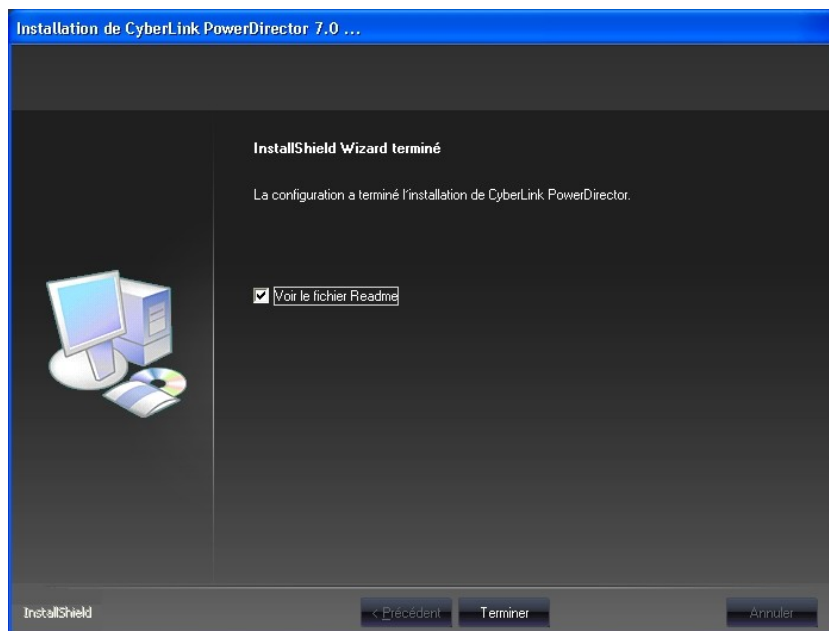 Installation de CyberLink PowerDirector 7.0 ...
InstallShield Wizard terminé
La configuration a terminé l'installation de CyberLink PowerDirector.
Voir le fichier Readme
InstallShield
< Précédent
Terminer
Annuler